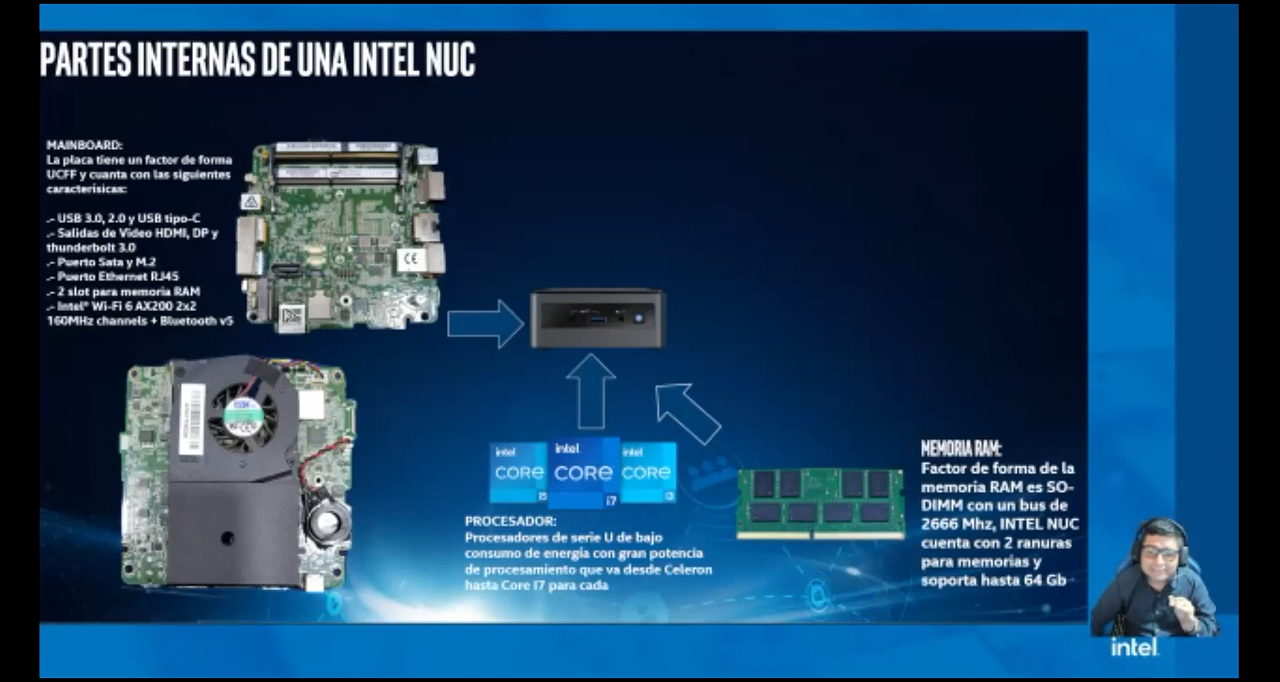 PARTES INTERNAS DE UNA INTEL NUC
MAINBOARD:
La placa tiene un factor de forma
UCFF y cuanta con las siguientes
caracterísicas:
.- USB 3.0, 2.0 y USB tipo-C
.- Salidas de Video HDMI, DP y
thunderbolt 3.0
.- Puerto Sata y M.2
.- Puerto Ethernet RJ45
.- 2 slot para memoria RAM
.- Intel® Wi-Fi 6 AX200 2x2
160MHz channels + Bluetooth v5
CE
intel
CORE
i5
intel
CORE
i7
intel
CORE
i3
PROCESADOR:
Procesadores de serie U de bajo
consumo de energía con gran potencia
de procesamiento que va desde Celeron
hasta Core I7 para cada
MEMORIA RAM:
Factor de forma de la
memoria RAM es SO-
DIMM con un bus de
2666 Mhz, INTEL NUC
cuenta con 2 ranuras
para memorias y
soporta hasta 64 Gb
intel.